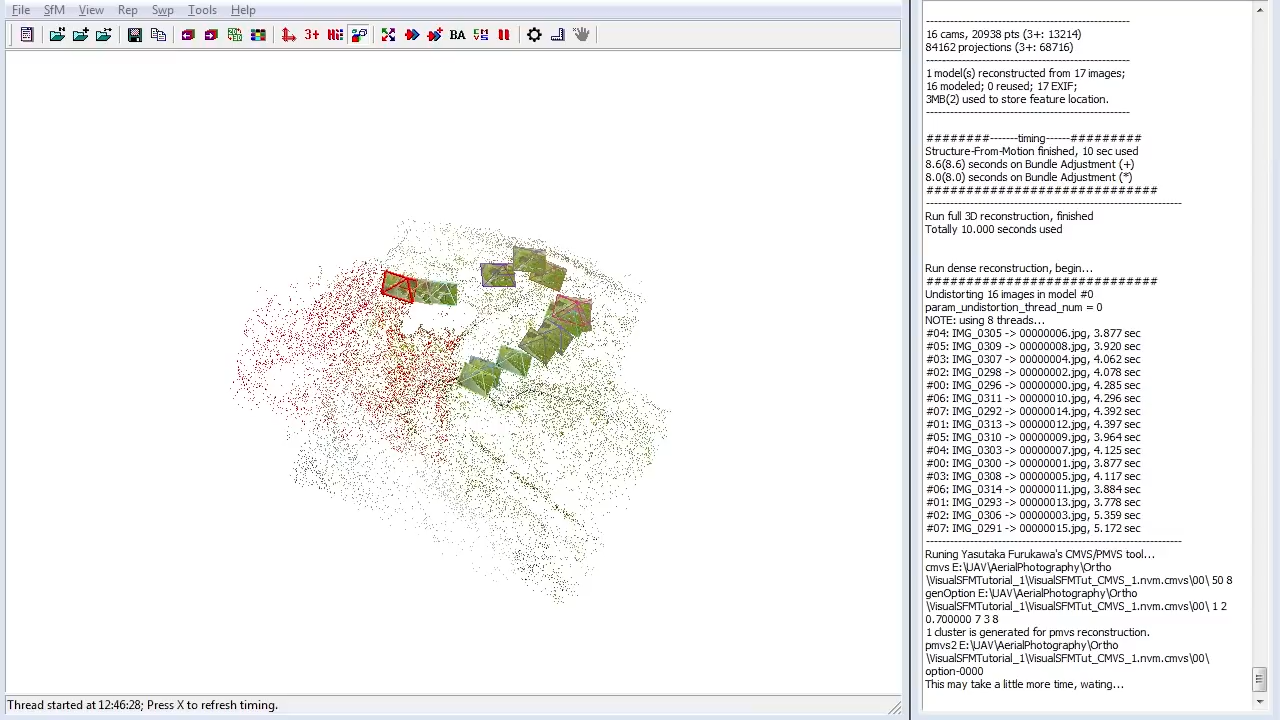 File SfM View Rep Swp Tools Help
3+ BA
Thread started at 12:46:28; Press X to refresh timing.
----------------------------------------------------
16 cams, 20938 pts (3+: 13214)
84162 projections (3+: 68716)
----------------------------------------------------
1 model(s) reconstructed from 17 images;
16 modeled; 0 reused; 17 EXIF;
3MB(2) used to store feature location.
----------------------------------------------------
########-------timing------#########
Structure-From-Motion finished, 10 sec used
8.6(8.6) seconds on Bundle Adjustment (+)
8.0(8.0) seconds on Bundle Adjustment (*)
#############################
----------------------------------------------------------------
Run full 3D reconstruction, finished
Totally 10.000 seconds used
Run dense reconstruction, begin...
#############################
Undistorting 16 images in model #0
param_undistortion_thread_num = 0
NOTE: using 8 threads...
#04: IMG_0305 -> 00000006.jpg, 3.877 sec
#05: IMG_0309 -> 00000008.jpg, 3.920 sec
#03: IMG_0307 -> 00000004.jpg, 4.062 sec
#02: IMG_0298 -> 00000002.jpg, 4.078 sec
#00: IMG_0296 -> 00000000.jpg, 4.285 sec
#06: IMG_0311 -> 00000010.jpg, 4.296 sec
#07: IMG_0292 -> 00000014.jpg, 4.392 sec
#01: IMG_0313 -> 00000012.jpg, 4.397 sec
#05: IMG_0310 -> 00000009.jpg, 3.964 sec
#04: IMG_0303 -> 00000007.jpg, 4.125 sec
#00: IMG_0300 -> 00000001.jpg, 3.877 sec
#03: IMG_0308 -> 00000005.jpg, 4.117 sec
#06: IMG_0314 -> 00000011.jpg, 3.884 sec
#01: IMG_0293 -> 00000013.jpg, 3.778 sec
#02: IMG_0306 -> 00000003.jpg, 5.359 sec
#07: IMG_0291 -> 00000015.jpg, 5.172 sec
----------------------------------------------------------------
Runing Yasutaka Furukawa's CMVS/PMVS tool...
cmvs E:\UAV\AerialPhotography\Ortho
\VisualSFMTutorial_1\VisualSFMTut_CMVS_1.nvm.cmvs\00\ 50 8
genOption E:\UAV\AerialPhotography\Ortho
\VisualSFMTutorial_1\VisualSFMTut_CMVS_1.nvm.cmvs\00\ 1 2
0.700000 7 3 8
1 cluster is generated for pmvs reconstruction.
pmvs2 E:\UAV\AerialPhotography\Ortho
\VisualSFMTutorial_1\VisualSFMTut_CMVS_1.nvm.cmvs\00\
option-0000
This may take a little more time, wating...